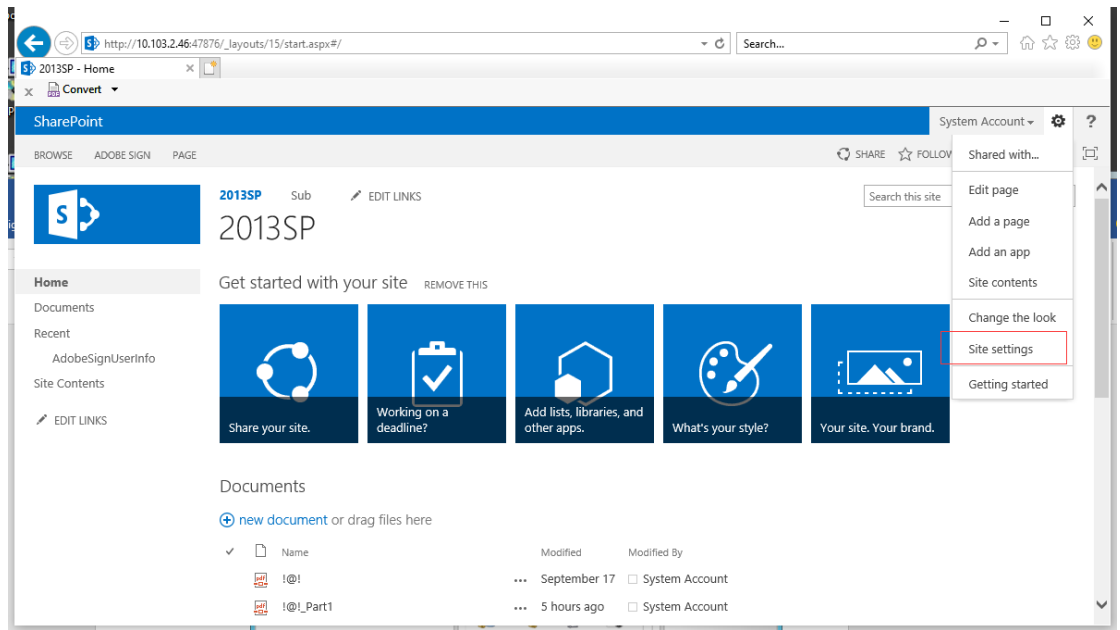 http://10.103.2.46:47876/_layouts/15/start.aspx#/
Search...
2013SP - Home
x Convert
SharePoint
System Account
?
BROWSE ADOBE SIGN PAGE
SHARE FOLLOW
Shared with...
Edit page
Add a page
Add an app
Site contents
Change the look
Site settings
Getting started
S
2013SP Sub EDIT LINKS
Search this site
2013SP
Home
Documents
Recent
AdobeSignUserInfo
Site Contents
EDIT LINKS
Get started with your site REMOVE THIS
Share your site.
Working on a
deadline?
Add lists, libraries, and
other apps.
What's your style?
Your site. Your brand.
Documents
new document or drag files here
Name Modified Modified By
!@! ... September 17 System Account
!@!_Part1 ... 5 hours ago System Account